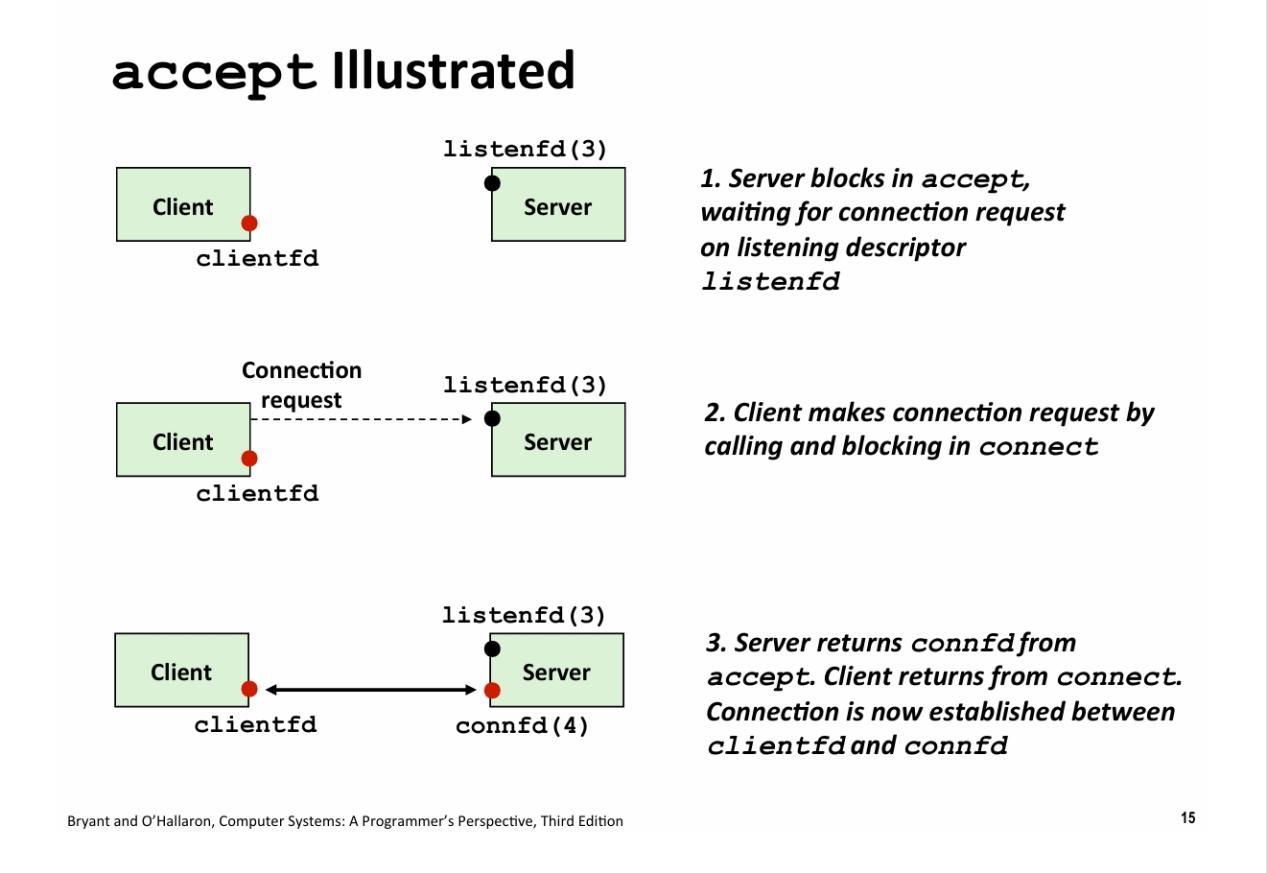 accept Illustrated
listenfd(3)
Client
Server
clientfd
1. Server blocks in accept,
waiting for connection request
on listening descriptor
listenfd
Connection
request
listenfd(3)
Client
Server
clientfd
2. Client makes connection request by
calling and blocking in connect
listenfd(3)
Client
Server
clientfd
connfd(4)
3. Server returns connfd from
accept. Client returns from connect.
Connection is now established between
clientfd and connfd
Bryant and O’Hallaron, Computer Systems: A Programmer’s Perspective, Third Edition
15